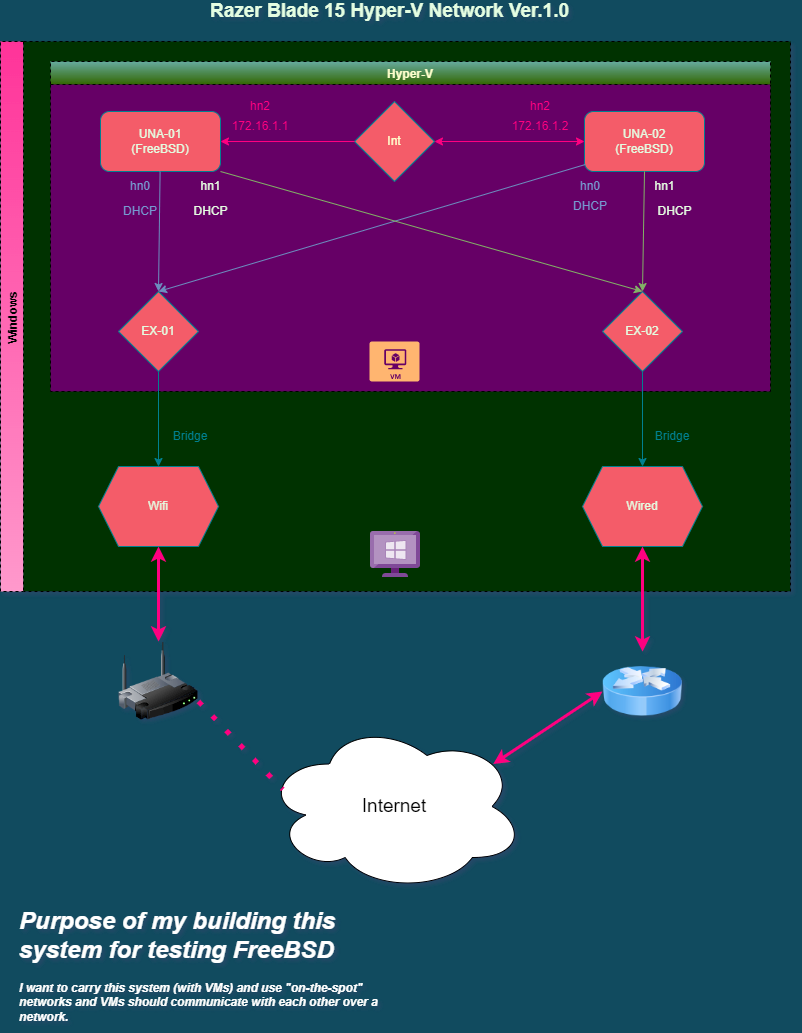 Razer Blade 15 Hyper-V Network Ver.1.0
Hyper-V
hn2
hn2
UNA-01
(FreeBSD)
172.16.1.1
Int
172.16.1.2
UNA-02
(FreeBSD)
hn0
hn1
hn0
hn1
DHCP
DHCP
DHCP
DHCP
Windows
EX-01
EX-02
VM
Bridge
Bridge
Wifi
Wired
Internet
Purpose of my building this
system for testing FreeBSD
I want to carry this system (with VMs) and use "on-the-spot"
networks and VMs should communicate with each other over a
network.